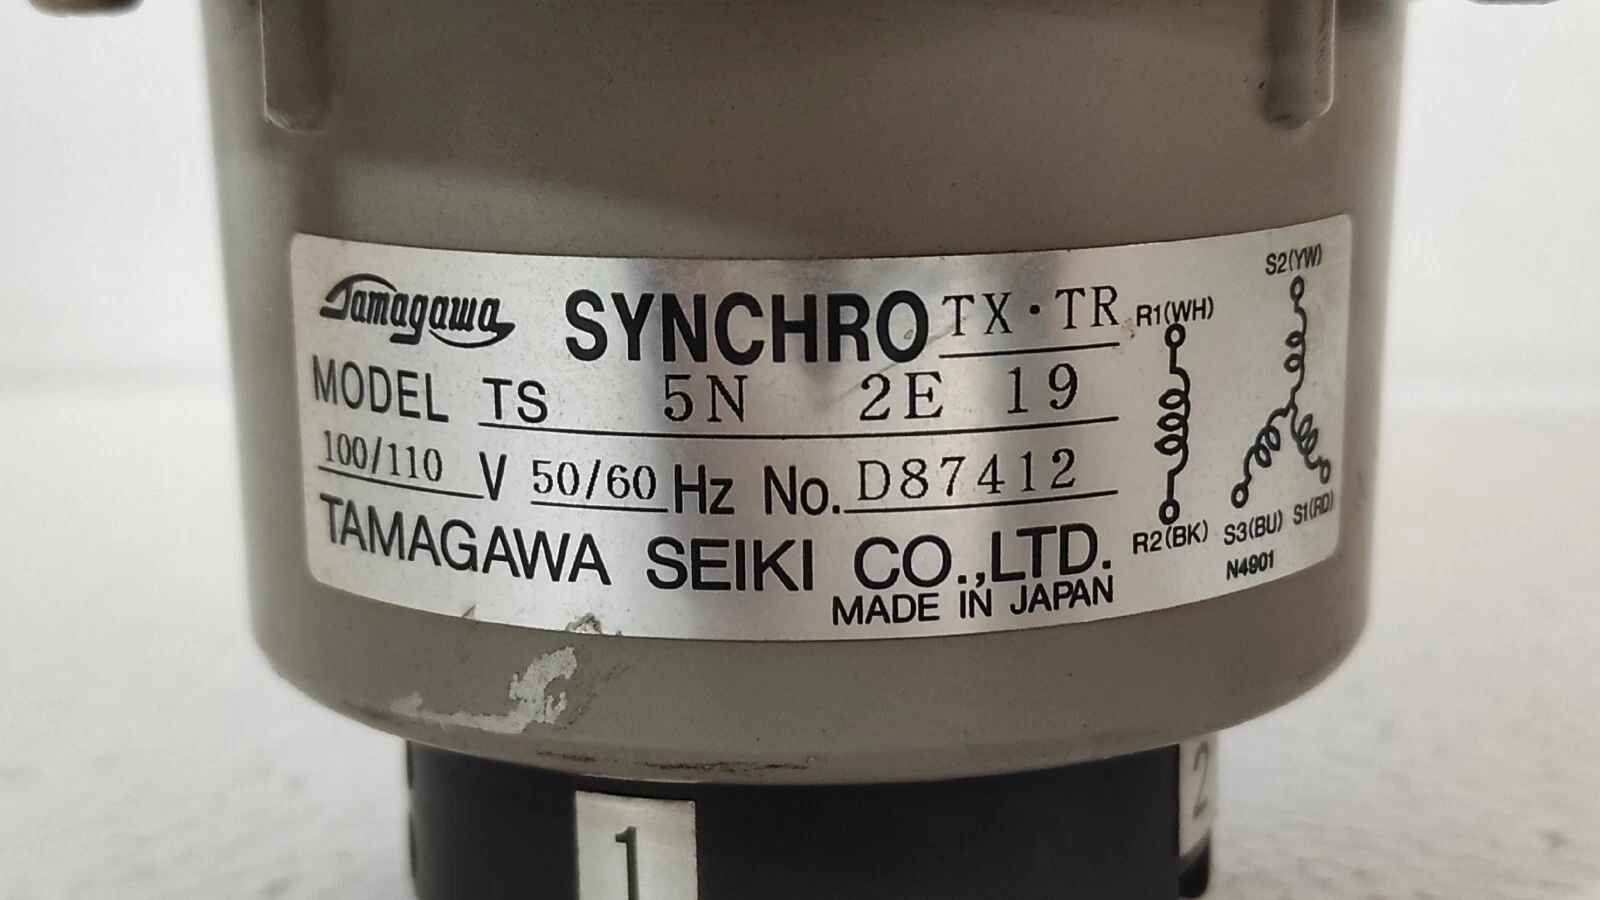 Tamagawa SYNCHRO TX・TR
MODEL TS 5N 2E 19
100/110 V 50/60 Hz No. D87412
TAMAGAWA SEIKI CO.,LTD.
MADE IN JAPAN
R1(WH)
R2(BK)
S2(YW)
S3(BU) S1(RD)
N4901
1
2